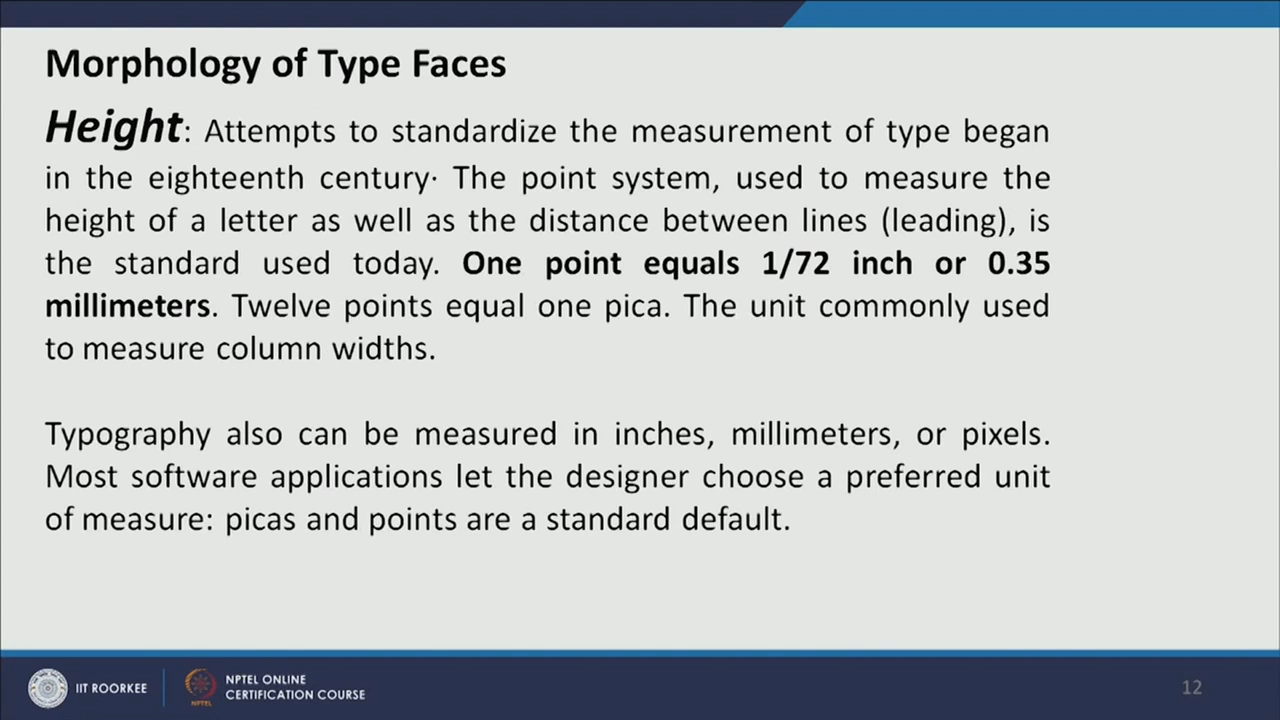 Morphology of Type Faces
Height: Attempts to standardize the measurement of type began
in the eighteenth century· The point system, used to measure the
height of a letter as well as the distance between lines (leading), is
the standard used today. One point equals 1/72 inch or 0.35
millimeters. Twelve points equal one pica. The unit commonly used
to measure column widths.
Typography also can be measured in inches, millimeters, or pixels.
Most software applications let the designer choose a preferred unit
of measure: picas and points are a standard default.
IIT ROORKEE
NPTEL
NPTEL ONLINE
CERTIFICATION COURSE
12